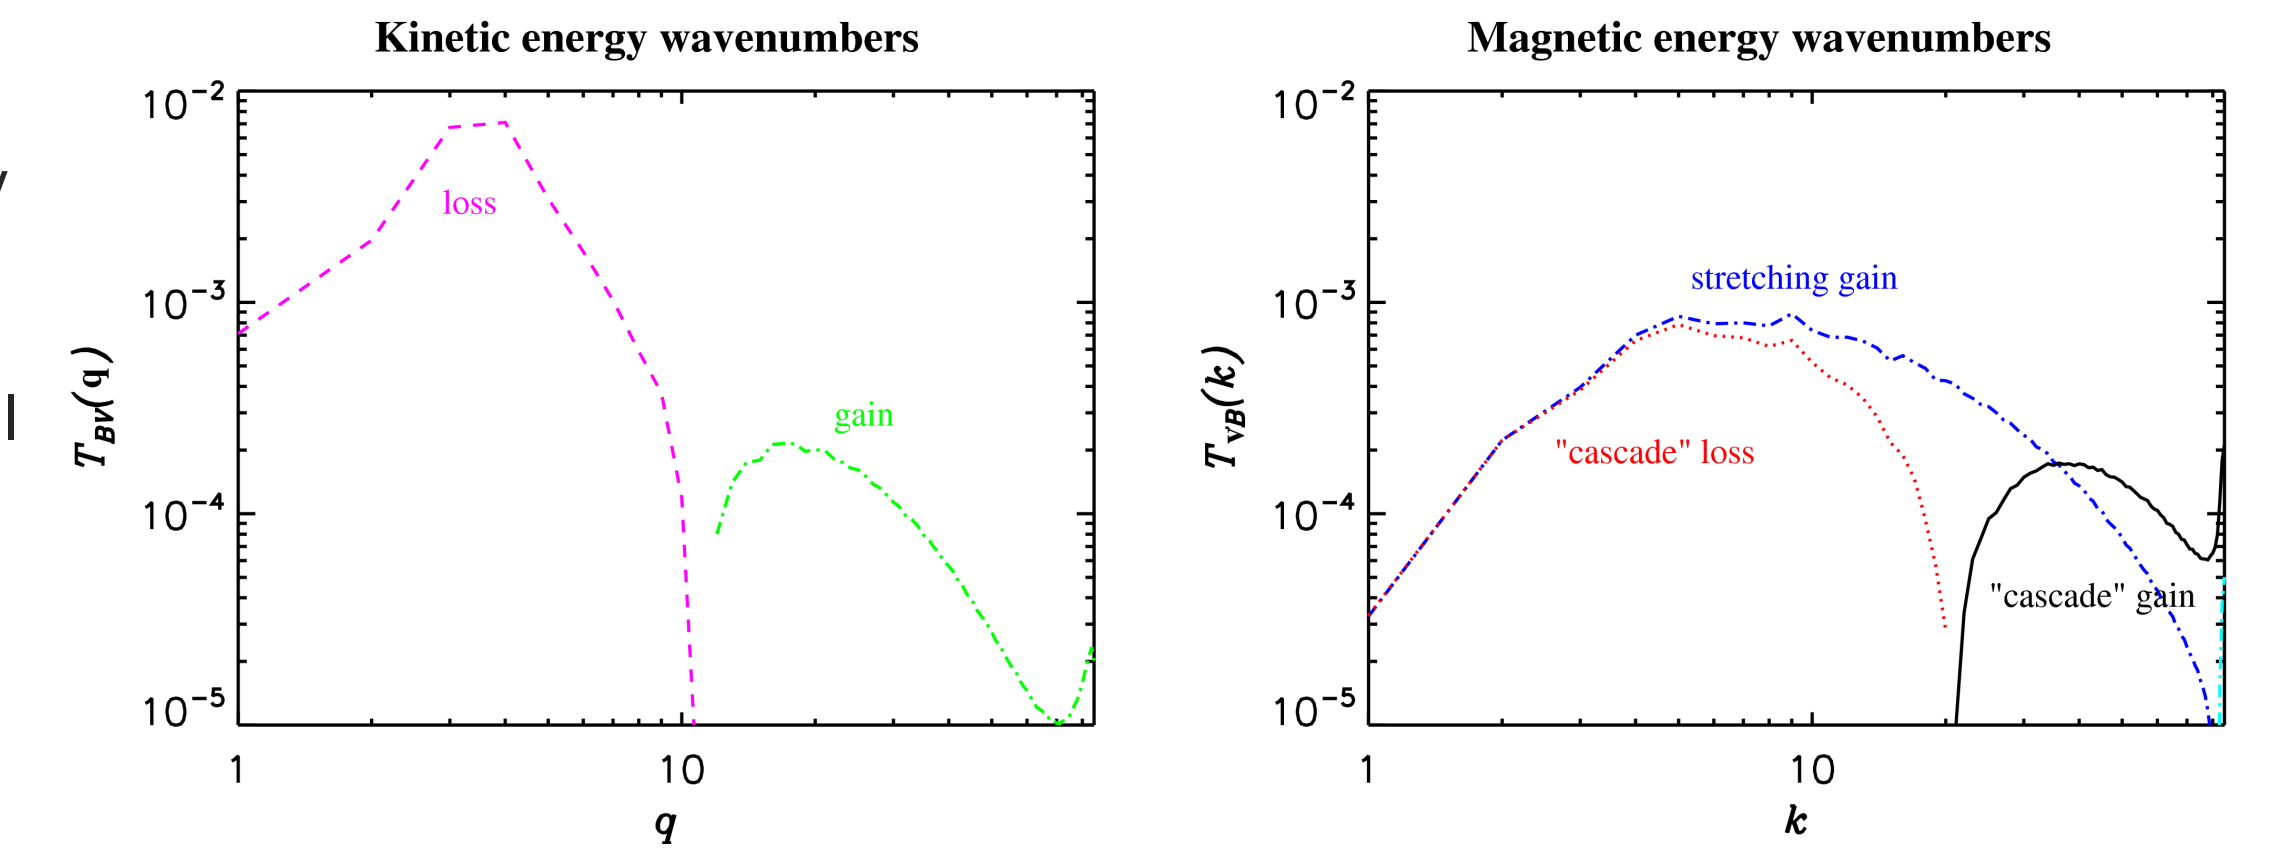 Kinetic energy wavenumbers
10⁻²
10⁻³
10⁻⁴
10⁻⁵
T_BV(q)
loss
gain
1
10
q
Magnetic energy wavenumbers
10⁻²
10⁻³
10⁻⁴
10⁻⁵
T_vB(k)
stretching gain
"cascade" loss
"cascade" gain
1
10
k